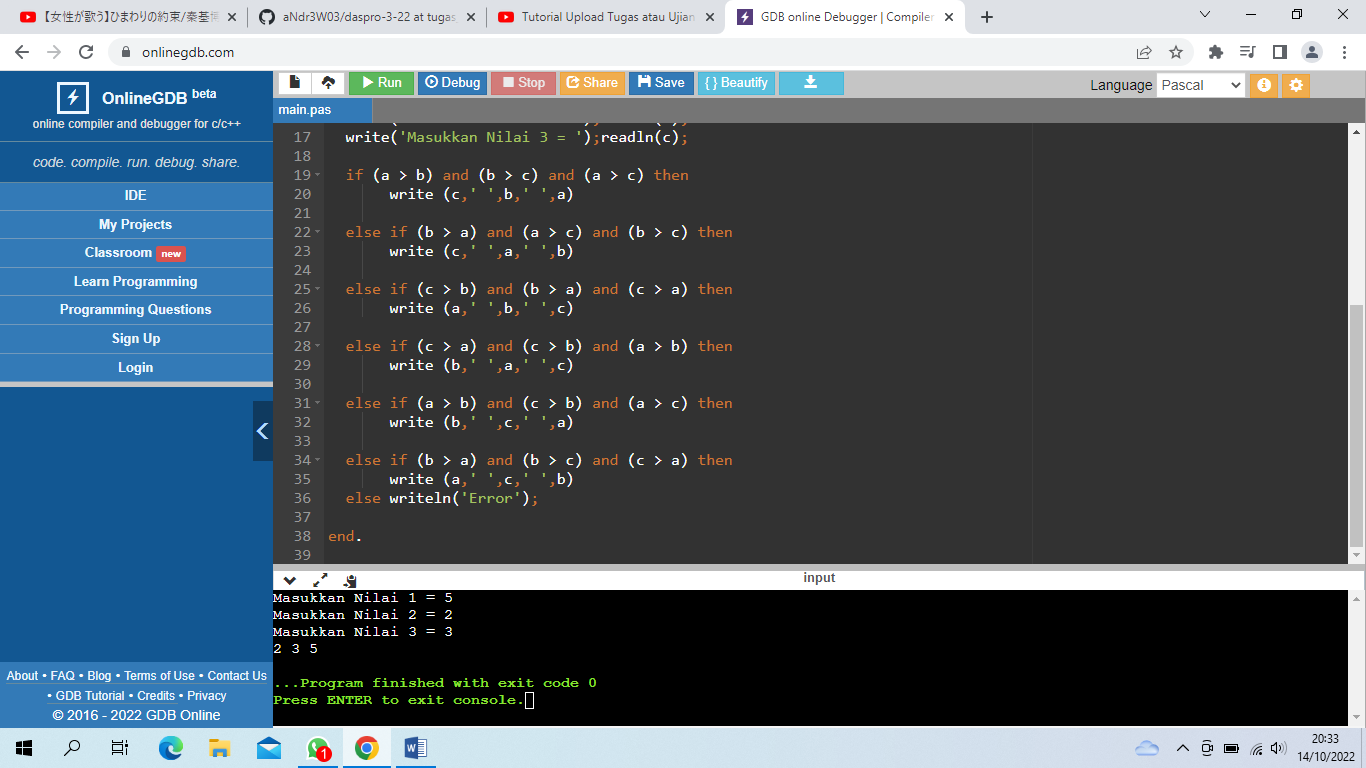 【女性が歌う】ひまわりの約束/秦基博
aNdr3W03/daspro-3-22 at tugas
Tutorial Upload Tugas atau Ujian
GDB online Debugger | Compiler
onlinegdb.com
OnlineGDB beta
online compiler and debugger for c/c++
code. compile. run. debug. share.
IDE
My Projects
Classroom new
Learn Programming
Programming Questions
Sign Up
Login
About • FAQ • Blog • Terms of Use • Contact Us
• GDB Tutorial • Credits • Privacy
© 2016 - 2022 GDB Online
Run Debug Stop Share Save { } Beautify
Language Pascal
main.pas
17 write('Masukkan Nilai 3 = ');readln(c);
18
19 if (a > b) and (b > c) and (a > c) then
20 write (c,' ',b,' ',a)
21
22 else if (b > a) and (a > c) and (b > c) then
23 write (c,' ',a,' ',b)
24
25 else if (c > b) and (b > a) and (c > a) then
26 write (a,' ',b,' ',c)
27
28 else if (c > a) and (c > b) and (a > b) then
29 write (b,' ',a,' ',c)
30
31 else if (a > b) and (c > b) and (a > c) then
32 write (b,' ',c,' ',a)
33
34 else if (b > a) and (b > c) and (c > a) then
35 write (a,' ',c,' ',b)
36 else writeln('Error');
37
38 end.
39
input
Masukkan Nilai 1 = 5
Masukkan Nilai 2 = 2
Masukkan Nilai 3 = 3
2 3 5
...Program finished with exit code 0
Press ENTER to exit console.
1
20:33
14/10/2022